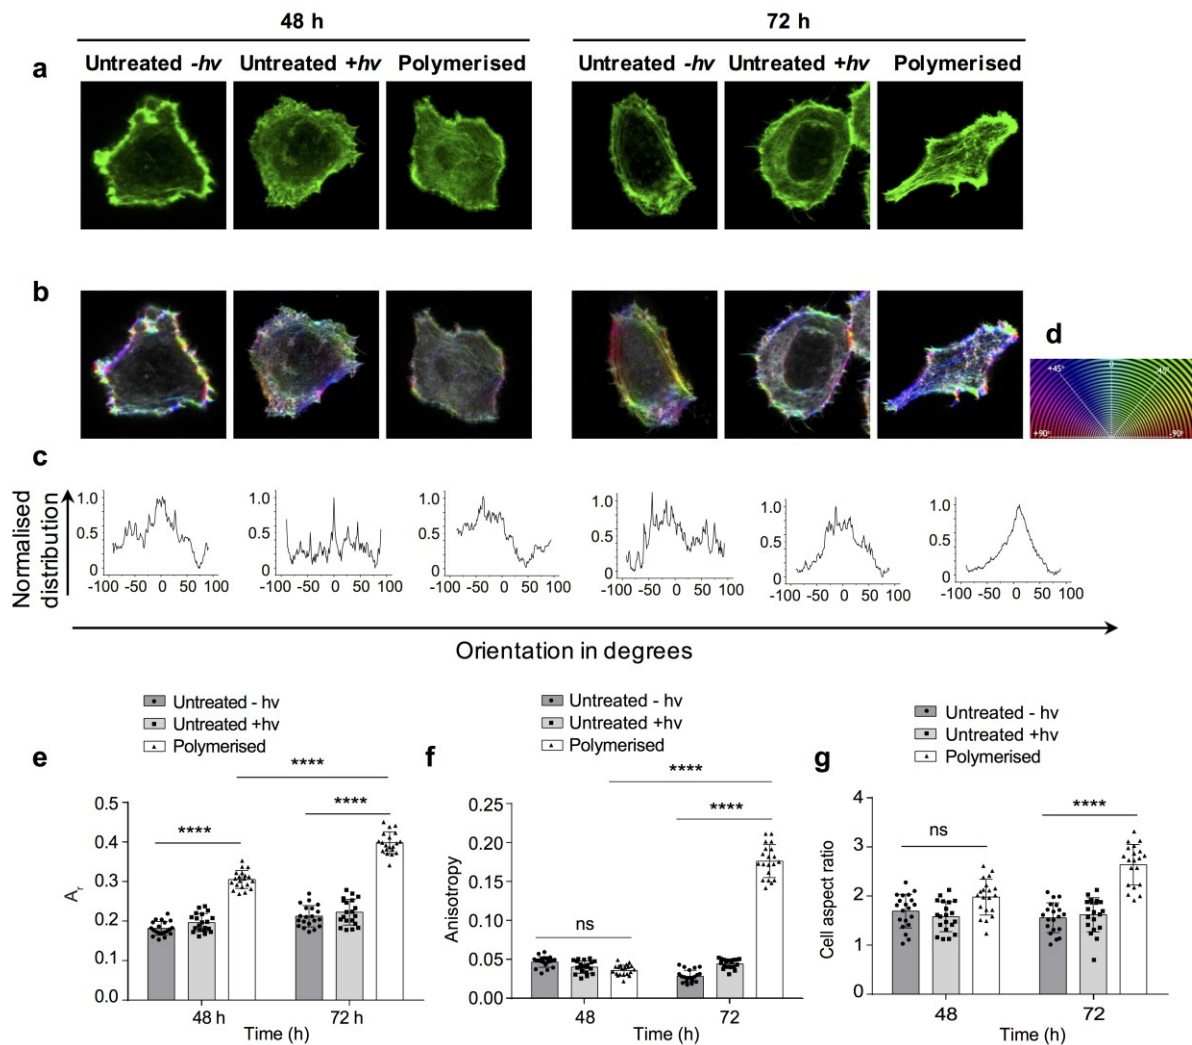 48 h
72 h
a
Untreated -hv
Untreated +hv
Polymerised
Untreated -hv
Untreated +hv
Polymerised
b
d
+45°
0
-45°
+90°
-90°
c
Normalised
distribution
1.0
0.5
0
-100 -50 0 50 100
1.0
0.5
0
-100 -50 0 50 100
1.0
0.5
0
-100 -50 0 50 100
1.0
0.5
0
-100 -50 0 50 100
1.0
0.5
0
-100 -50 0 50 100
1.0
0.5
0
-100 -50 0 50 100
Orientation in degrees
e
Untreated - hv
Untreated +hv
Polymerised
****
****
****
Ar
0.5
0.4
0.3
0.2
0.1
0.0
48 h
72 h
Time (h)
f
Untreated - hv
Untreated +hv
Polymerised
****
****
ns
Anisotropy
0.25
0.20
0.15
0.10
0.05
0.00
48
72
Time (h)
g
Untreated - hv
Untreated +hv
Polymerised
ns
****
Cell aspect ratio
4
3
2
1
0
48
72
Time (h)